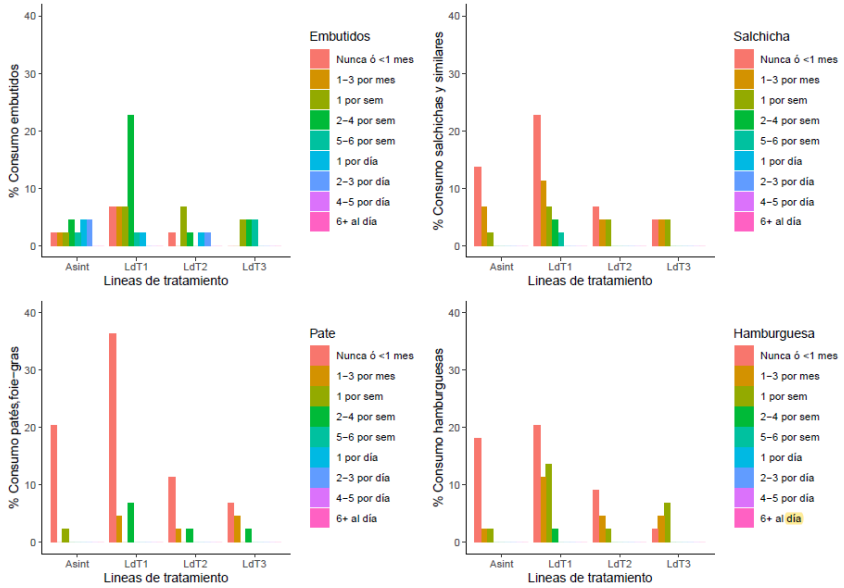 40
30
20
10
0
% Consumo embutidos
Asint
LdT1
LdT2
LdT3
Lineas de tratamiento
Embutidos
Nunca ó <1 mes
1−3 por mes
1 por sem
2−4 por sem
5−6 por sem
1 por día
2−3 por día
4−5 por día
6+ al día
40
30
20
10
0
% Consumo salchichas y similares
Asint
LdT1
LdT2
LdT3
Lineas de tratamiento
Salchicha
Nunca ó <1 mes
1−3 por mes
1 por sem
2−4 por sem
5−6 por sem
1 por día
2−3 por día
4−5 por día
6+ al día
40
30
20
10
0
% Consumo patés,foie−gras
Asint
LdT1
LdT2
LdT3
Lineas de tratamiento
Pate
Nunca ó <1 mes
1−3 por mes
1 por sem
2−4 por sem
5−6 por sem
1 por día
2−3 por día
4−5 por día
6+ al día
40
30
20
10
0
% Consumo hamburguesas
Asint
LdT1
LdT2
LdT3
Lineas de tratamiento
Hamburguesa
Nunca ó <1 mes
1−3 por mes
1 por sem
2−4 por sem
5−6 por sem
1 por día
2−3 por día
4−5 por día
6+ al día